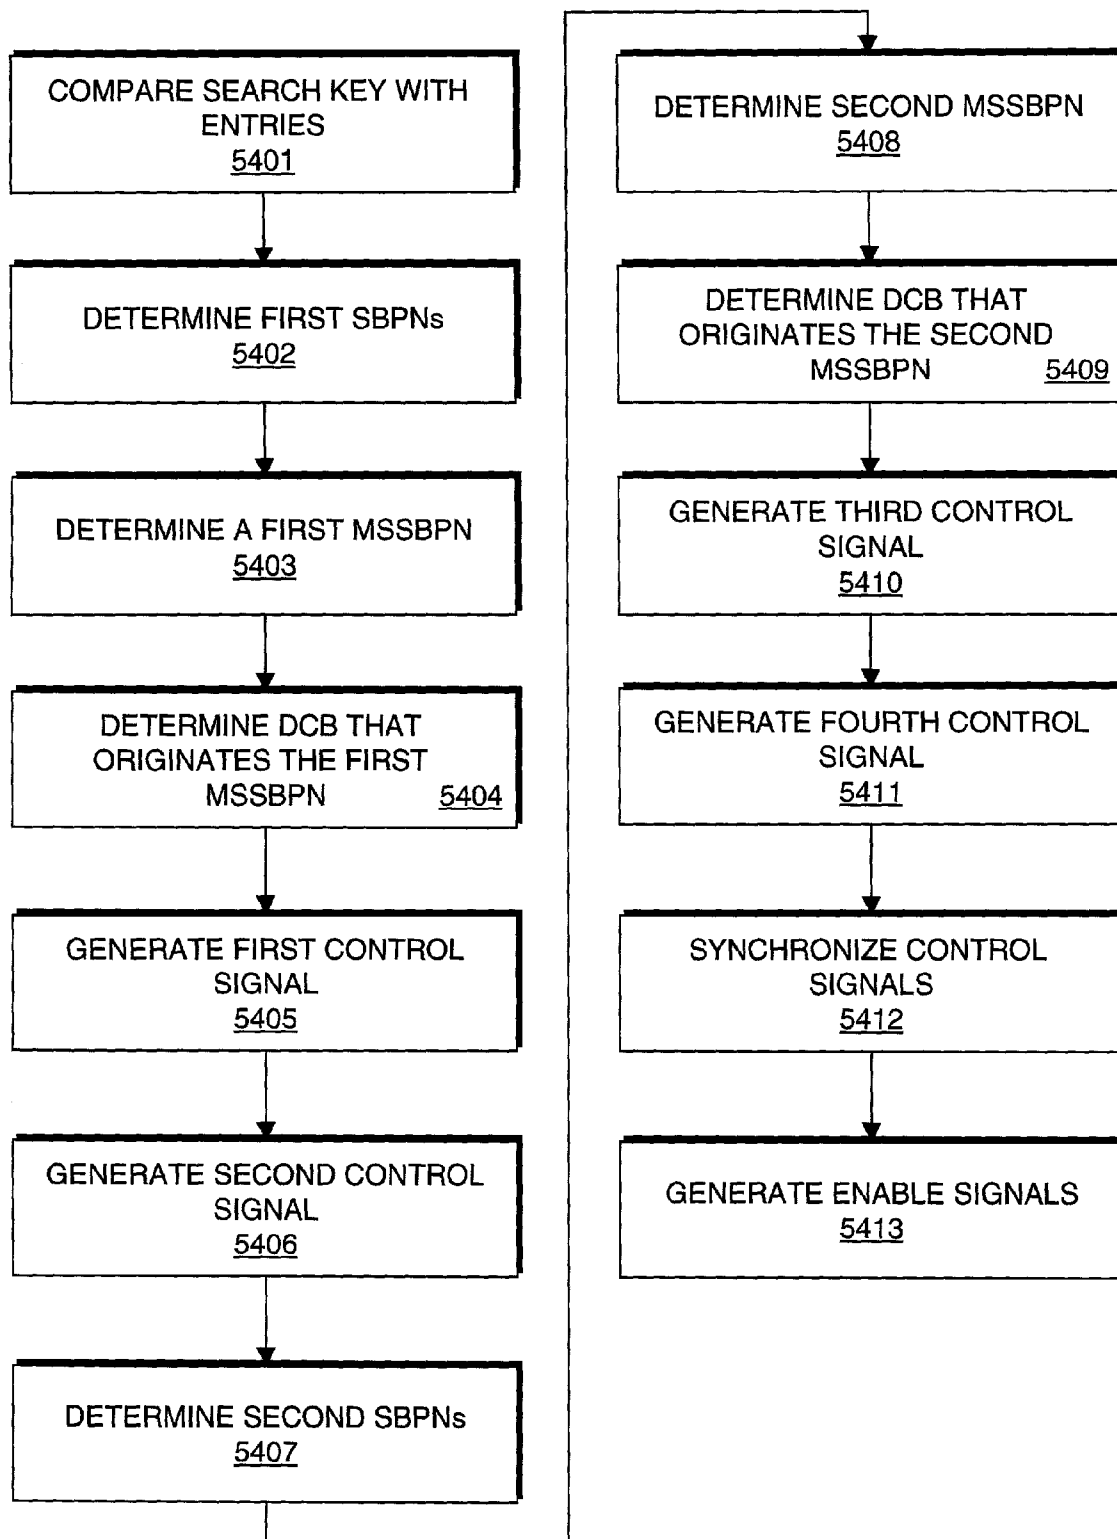 COMPARE SEARCH KEY WITH
ENTRIES
5401
DETERMINE FIRST SBPNs
5402
DETERMINE A FIRST MSSBPN
5403
DETERMINE DCB THAT
ORIGINATES THE FIRST
MSSBPN 5404
GENERATE FIRST CONTROL
SIGNAL
5405
GENERATE SECOND CONTROL
SIGNAL
5406
DETERMINE SECOND SBPNs
5407
DETERMINE SECOND MSSBPN
5408
DETERMINE DCB THAT
ORIGINATES THE SECOND
MSSBPN 5409
GENERATE THIRD CONTROL
SIGNAL
5410
GENERATE FOURTH CONTROL
SIGNAL
5411
SYNCHRONIZE CONTROL
SIGNALS
5412
GENERATE ENABLE SIGNALS
5413